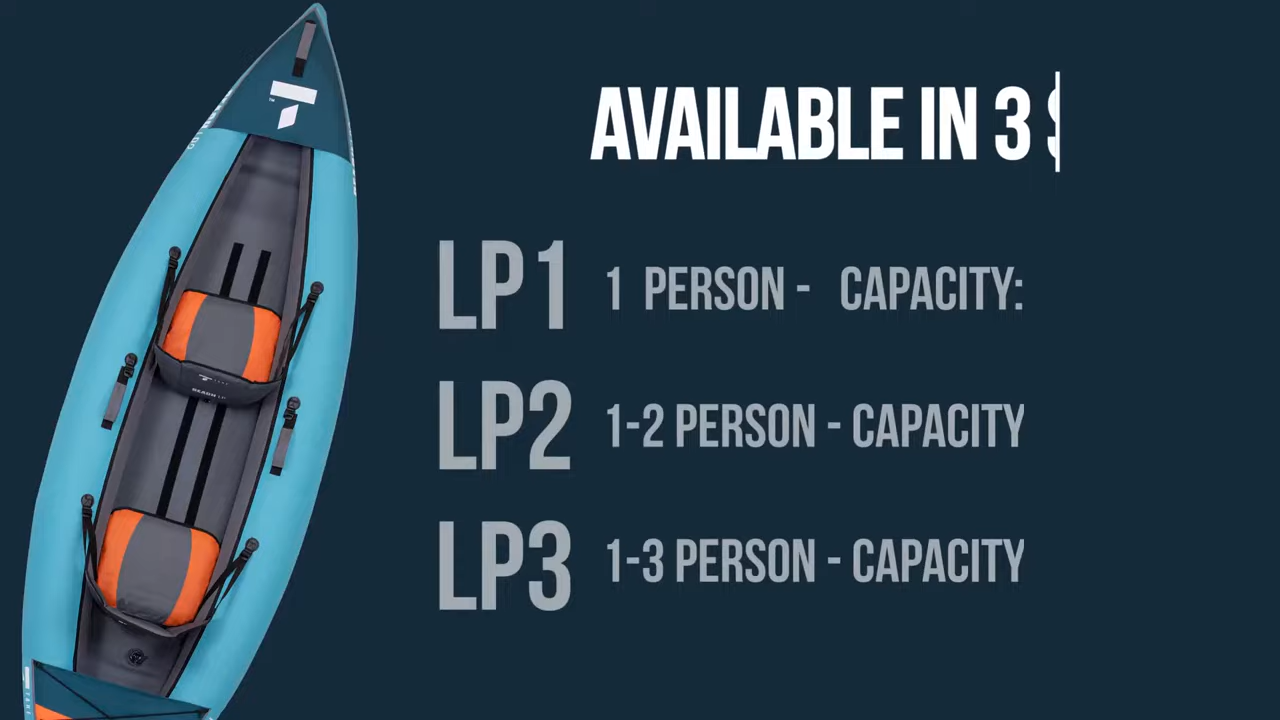 AVAILABLE IN 3
LP1 1 PERSON - CAPACITY:
LP2 1-2 PERSON - CAPACITY
LP3 1-3 PERSON - CAPACITY